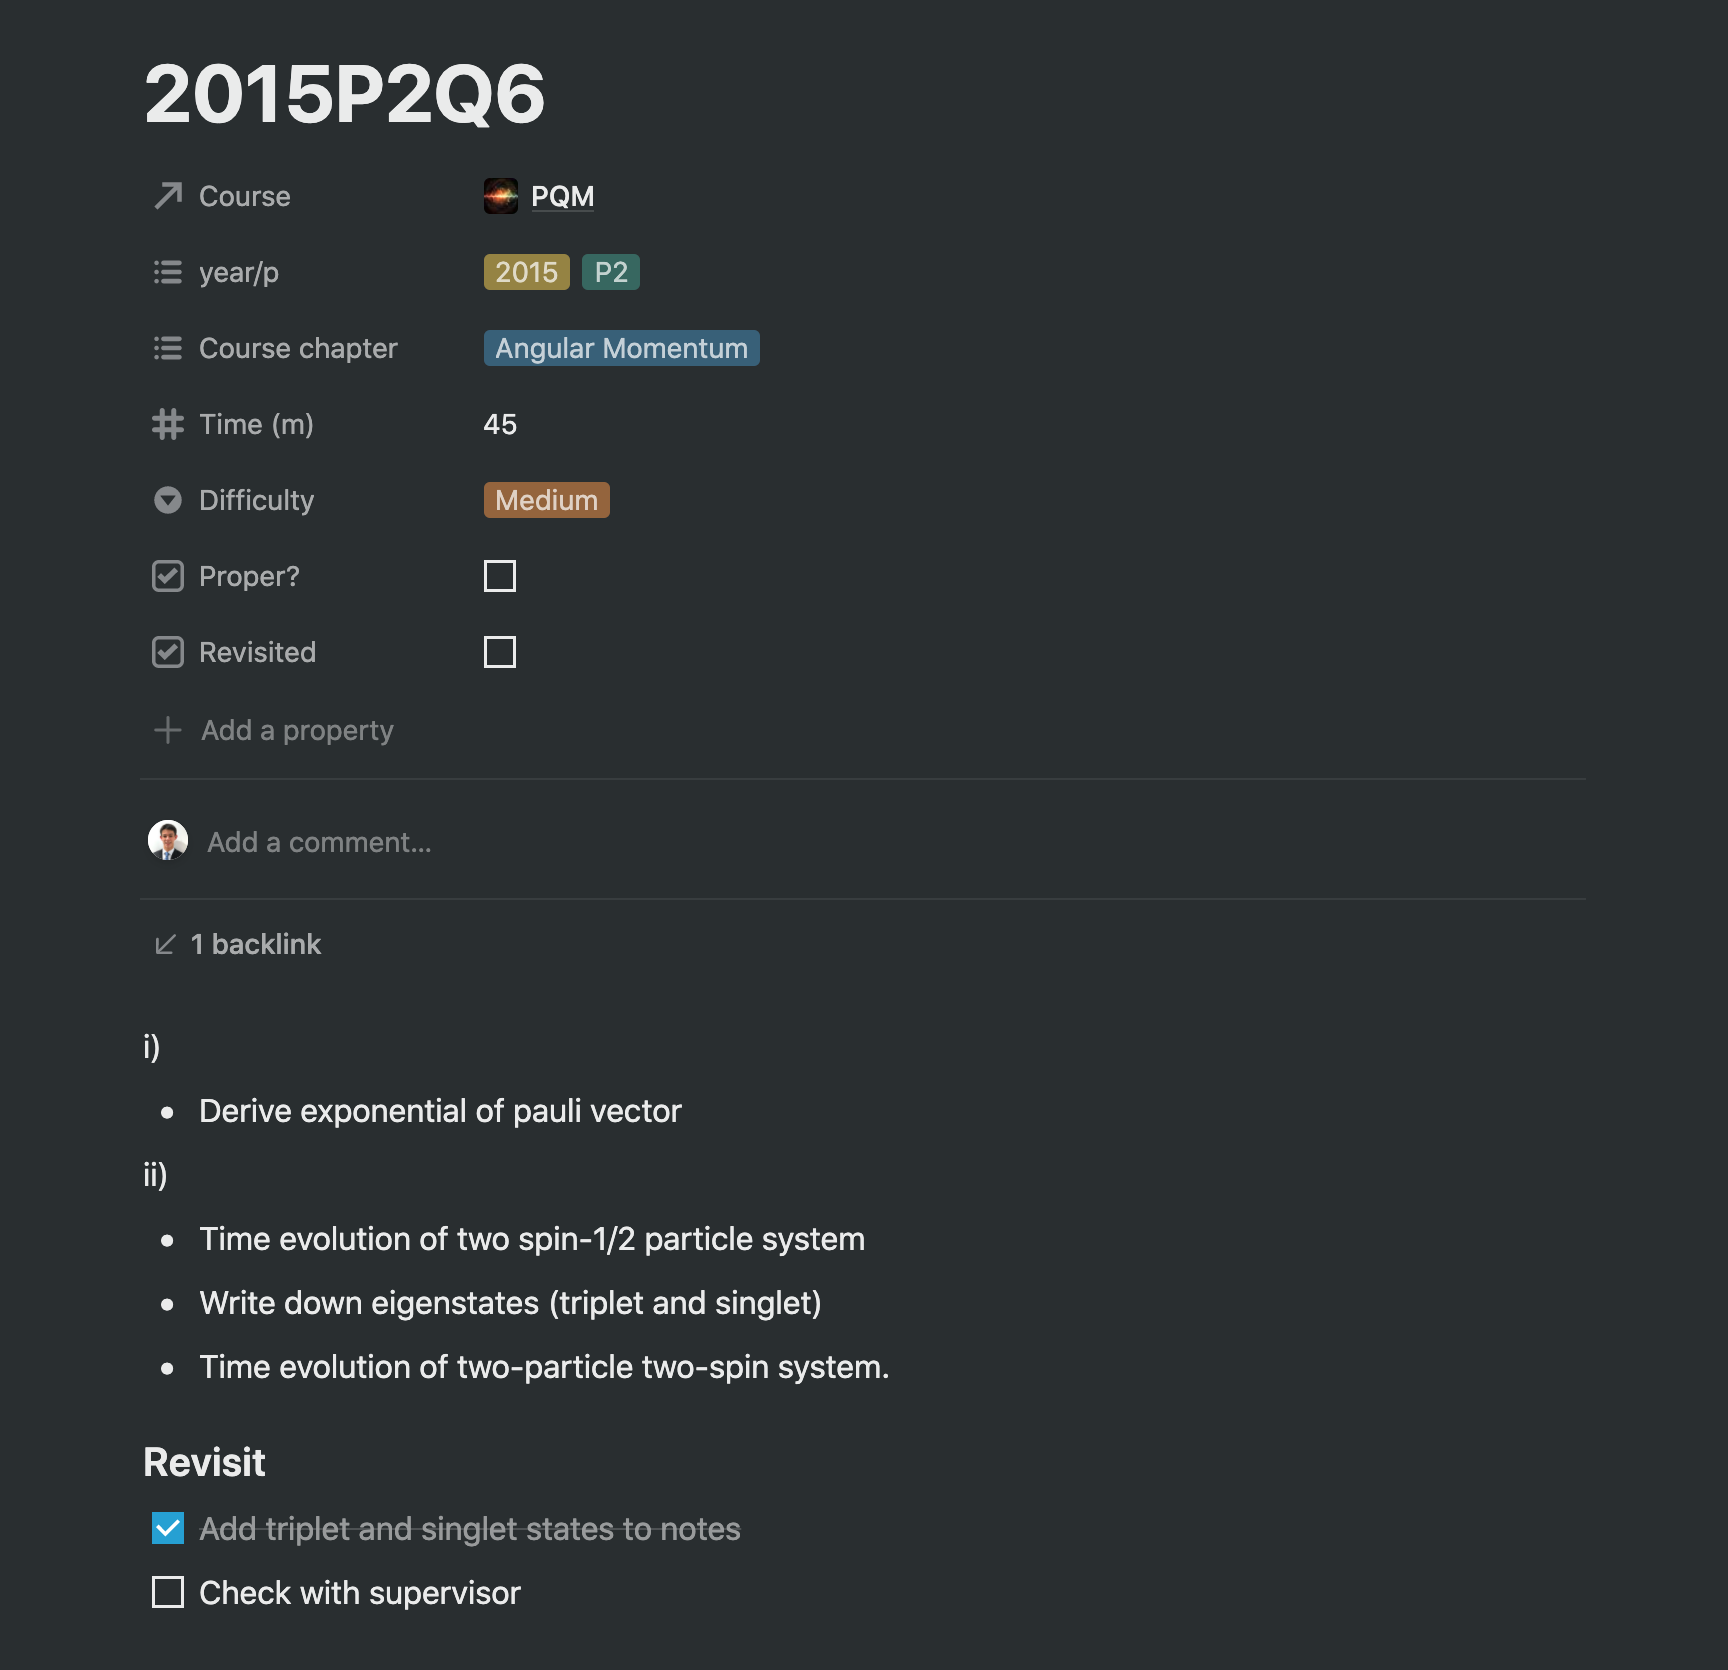 2015P2Q6
Course PQM
year/p 2015 P2
Course chapter Angular Momentum
Time (m) 45
Difficulty Medium
Proper?
Revisited
Add a property
Add a comment...
1 backlink
i)
Derive exponential of pauli vector
ii)
Time evolution of two spin-1/2 particle system
Write down eigenstates (triplet and singlet)
Time evolution of two-particle two-spin system.
Revisit
Add triplet and singlet states to notes
Check with supervisor